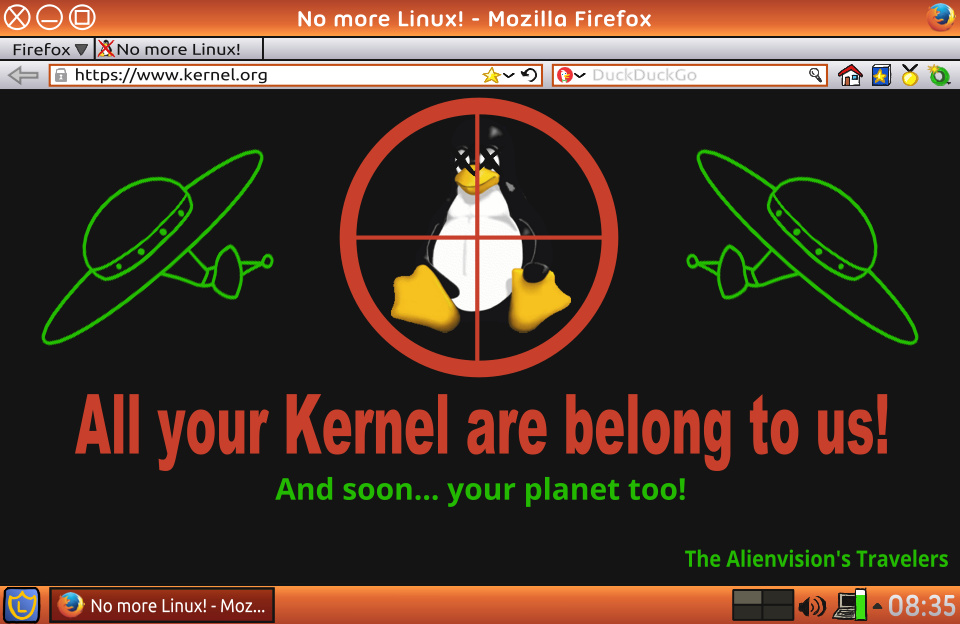 No more Linux! - Mozilla Firefox
Firefox
No more Linux!
https://www.kernel.org
DuckDuckGo
All your Kernel are belong to us!
And soon... your planet too!
The Alienvision's Travelers
L
No more Linux! - Moz...
08:35